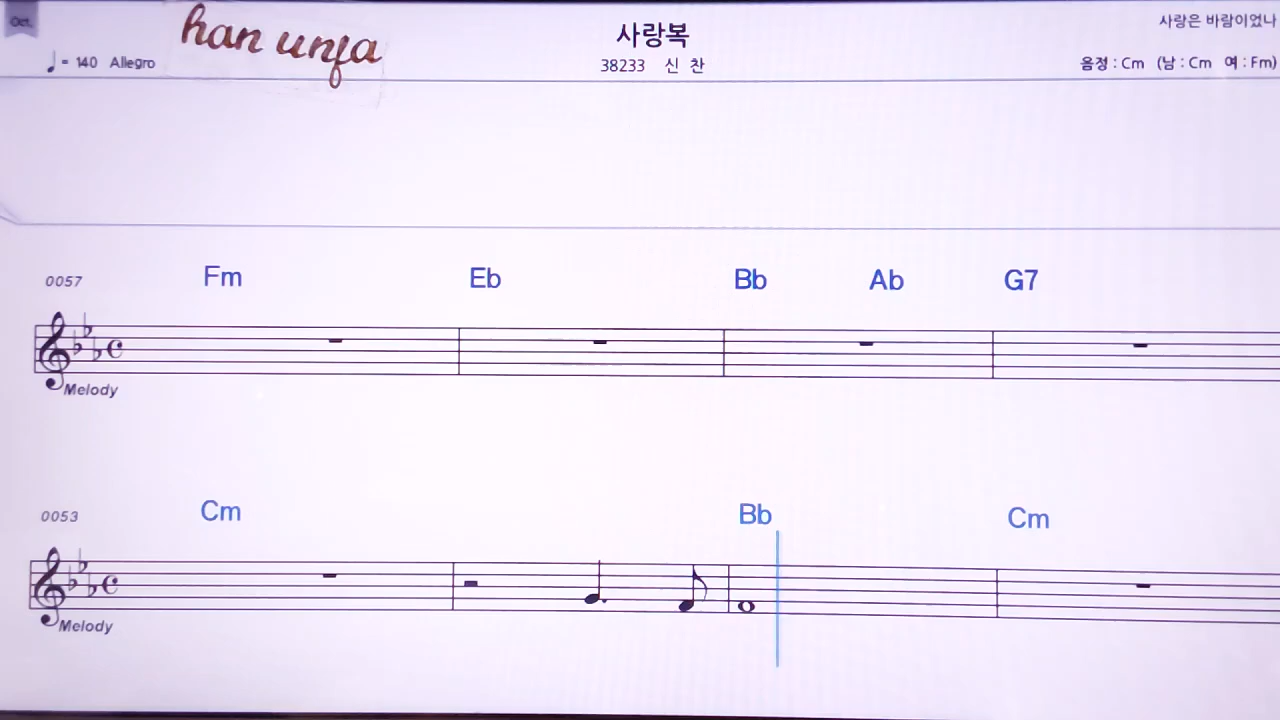 Oct.
han unfa
사랑복
사랑은 바람이었나
= 140 Allegro
38233 신 찬
음정 : Cm (남 : Cm 여 : Fm)
0057 Fm Eb Bb Ab G7
Melody
0053 Cm Bb Cm
Melody